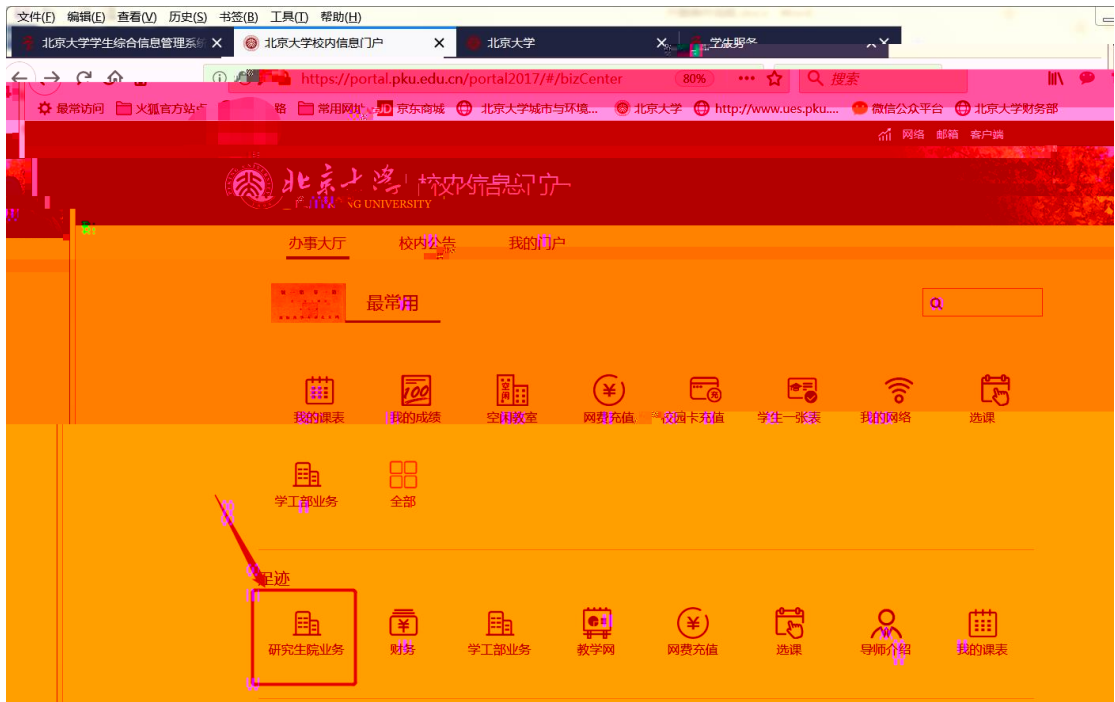 文件(F) 编辑(E) 查看(V) 历史(S) 书签(B) 工具(T) 帮助(H)
北京大学学生综合信息管理系统 北京大学校内信息门户 北京大学
https://portal.pku.edu.cn/portal2017/#/bizCenter 80% 搜索
最常访问 火狐官方站点 常用网址 JD 京东商城 北京大学城市与环境... 北京大学 http://www.ues.pku.... 微信公众平台 北京大学财务部
网络 邮箱 客户端
北京大学 校内信息门户
NG UNIVERSITY
办事大厅 校内公告 我的门户
最常用
我的课表 我的成绩 空闲教室 网费充值 校园卡充值 学生一张表 我的网络 选课
学工部业务 全部
足迹
研究生院业务 财务 学工部业务 教学网 网费充值 选课 导师介绍 我的课表